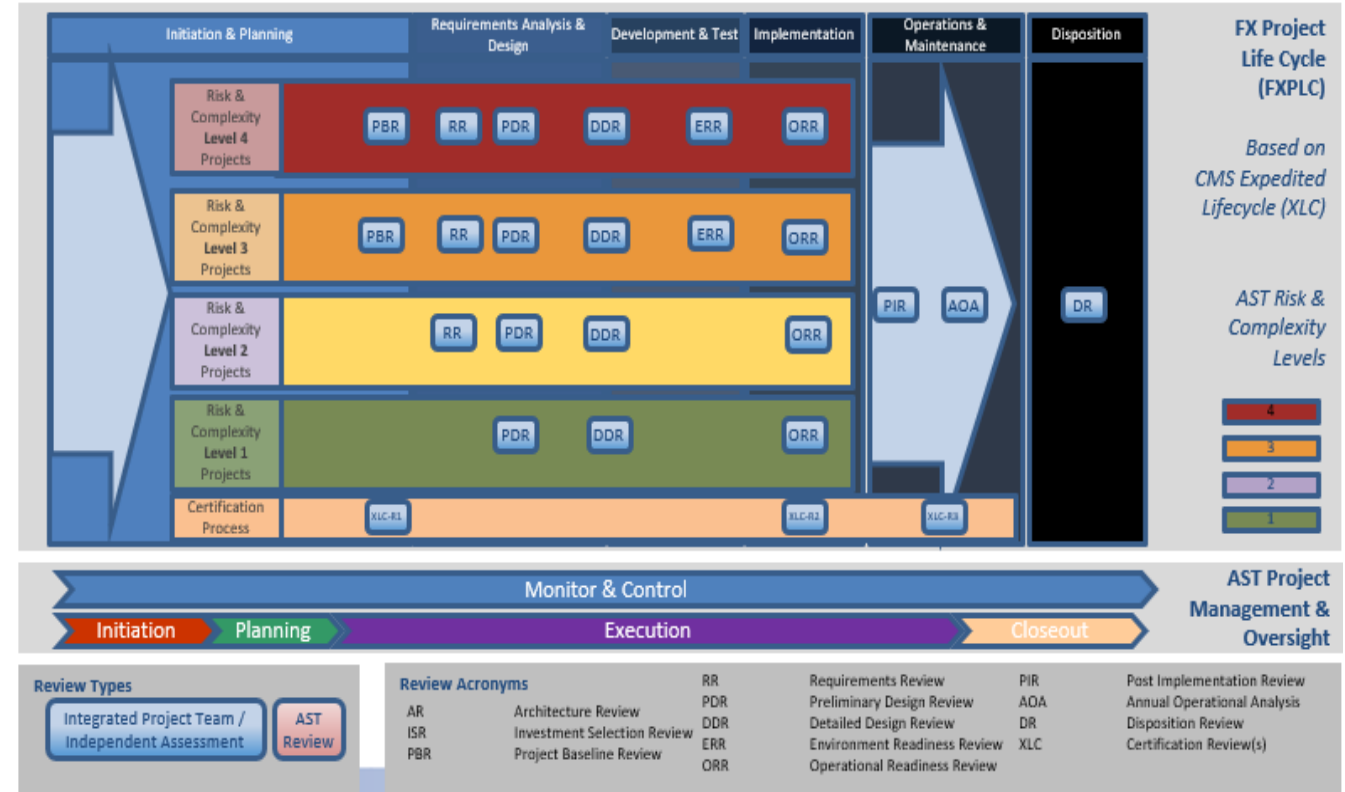 Initiation & Planning
Requirements Analysis &
Design
Development & Test
Implementation
Operations &
Maintenance
Disposition
FX Project
Life Cycle
(FXPLC)
Based on
CMS Expedited
Lifecycle (XLC)
AST Risk &
Complexity
Levels
4
3
2
1
Risk &
Complexity
Level 4
Projects
PBR
RR
PDR
DDR
ERR
ORR
Risk &
Complexity
Level 3
Projects
PBR
RR
PDR
DDR
ERR
ORR
Risk &
Complexity
Level 2
Projects
RR
PDR
DDR
ORR
PIR
AOA
DR
Risk &
Complexity
Level 1
Projects
PDR
DDR
ORR
Certification
Process
XLC-R1
XLC-R2
XLC-R3
Monitor & Control
Initiation
Planning
Execution
Closeout
AST Project
Management &
Oversight
Review Types
Integrated Project Team /
Independent Assessment
AST
Review
Review Acronyms
AR Architecture Review
ISR Investment Selection Review
PBR Project Baseline Review
RR Requirements Review
PDR Preliminary Design Review
DDR Detailed Design Review
ERR Environment Readiness Review
ORR Operational Readiness Review
PIR Post Implementation Review
AOA Annual Operational Analysis
DR Disposition Review
XLC Certification Review(s)